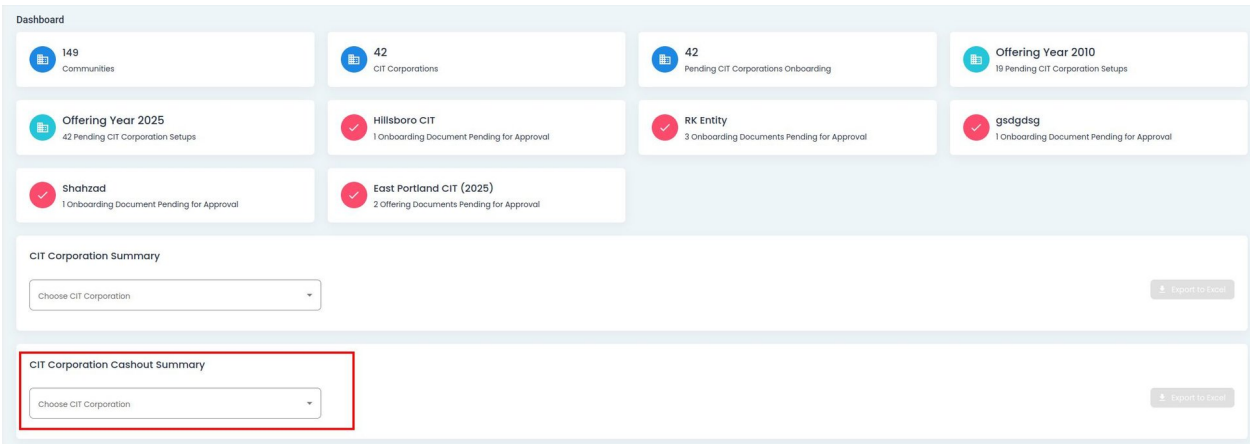 Dashboard
149
Communities
42
CIT Corporations
42
Pending CIT Corporations Onboarding
Offering Year 2010
19 Pending CIT Corporation Setups
Offering Year 2025
42 Pending CIT Corporation Setups
Hillsboro CIT
1 Onboarding Document Pending for Approval
RK Entity
3 Onboarding Documents Pending for Approval
gsdgdsg
1 Onboarding Document Pending for Approval
Shahzad
1 Onboarding Document Pending for Approval
East Portland CIT (2025)
2 Offering Documents Pending for Approval
CIT Corporation Summary
Choose CIT Corporation
Export to Excel
CIT Corporation Cashout Summary
Choose CIT Corporation
Export to Excel